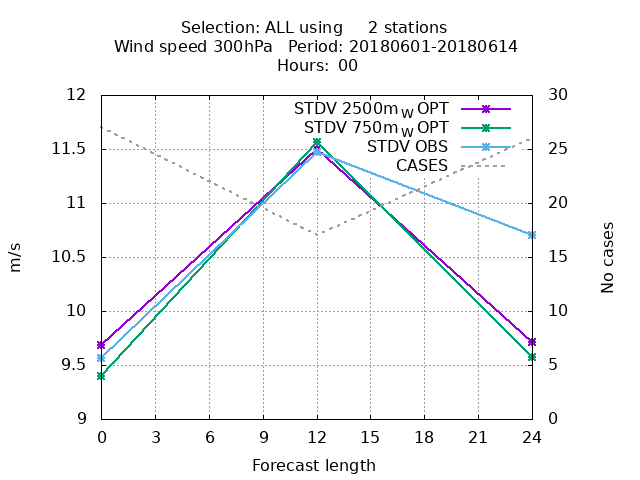 Selection: ALL using     2 stations
Wind speed 300hPa   Period: 20180601-20180614
Hours:  00
12
11.5
11
10.5
10
9.5
9
m/s
30
25
20
15
10
5
0
No cases
STDV 2500m_W OPT
STDV 750m_W OPT
STDV OBS
CASES
0 3 6 9 12 15 18 21 24
Forecast length